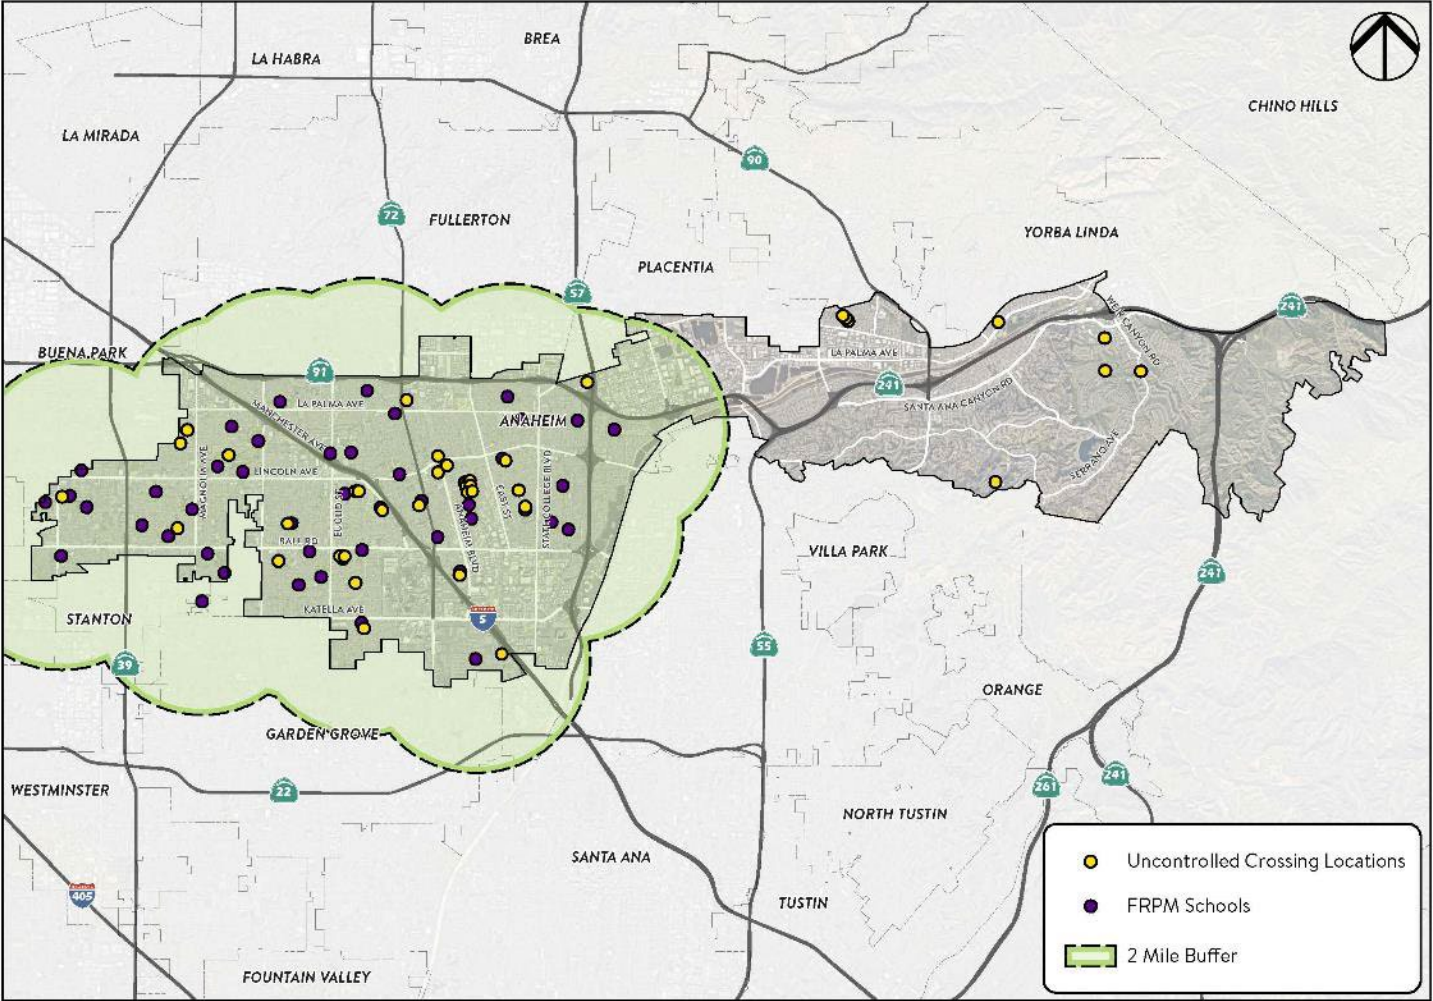 BREA
LA HABRA
CHINO HILLS
LA MIRADA
90
72
FULLERTON
YORBA LINDA
PLACENTIA
57
241
WEIR CANYON RD
BUENA PARK
LA PALMA AVE
91
241
SANTA ANA CANYON RD
LA PALMA AVE
MANCHESTER AVE
ANAHEIM
SERRANO AVE
MAGNOLIA AVE
LINCOLN AVE
EUCLID ST
EAST ST
STATE COLLEGE BLVD
ANAHEIM BLVD
BALL RD
VILLA PARK
241
KATELLA AVE
STANTON
5
55
39
ORANGE
GARDEN GROVE
WESTMINSTER
22
261
241
NORTH TUSTIN
SANTA ANA
405
TUSTIN
FOUNTAIN VALLEY
Uncontrolled Crossing Locations
FRPM Schools
2 Mile Buffer